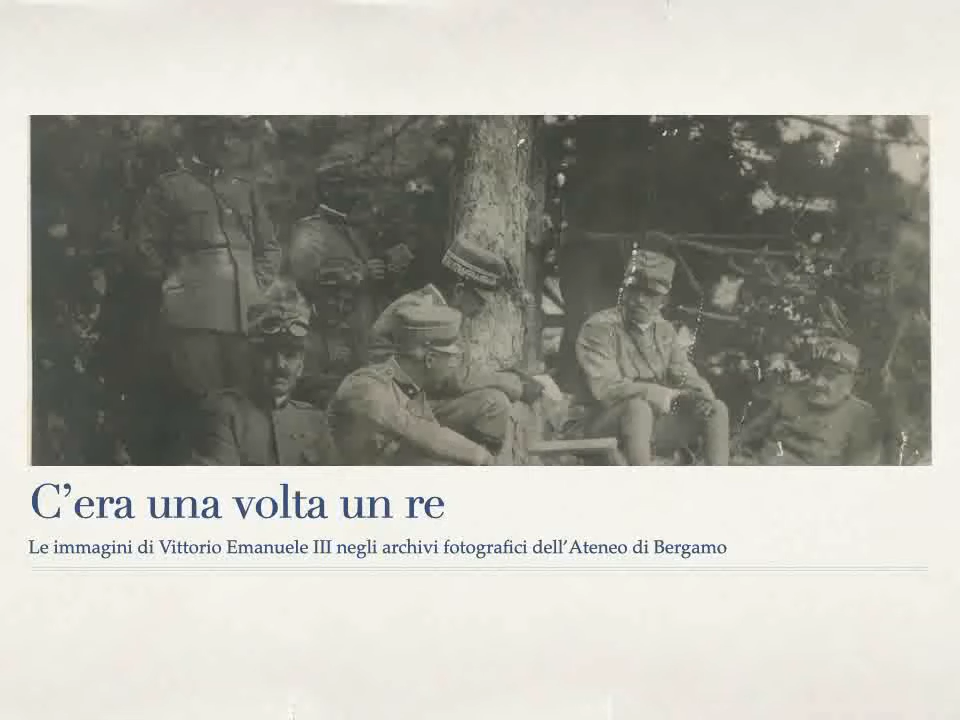 C’era una volta un re
Le immagini di Vittorio Emanuele III negli archivi fotografici dell’Ateneo di Bergamo